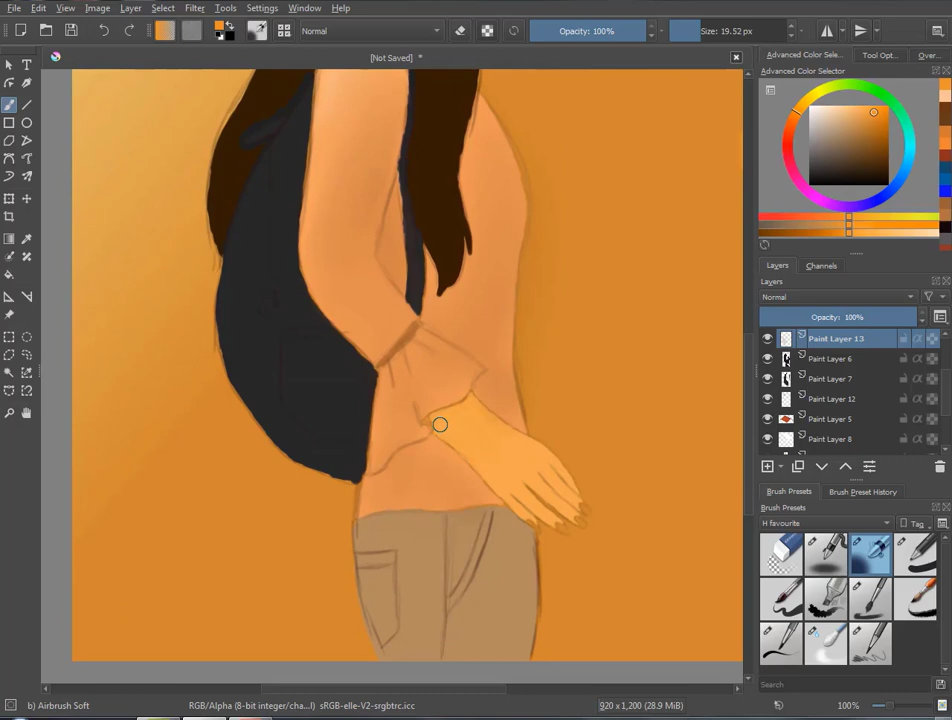 File Edit View Image Layer Select Filter Tools Settings Window Help
Normal
Opacity: 100%
Size: 19.52 px
[Not Saved] *
Advanced Color Sele...
Tool Opt...
Over...
Advanced Color Selector
Layers
Channels
Layers
Normal
Opacity: 100%
Paint Layer 13
Paint Layer 6
Paint Layer 7
Paint Layer 12
Paint Layer 5
Paint Layer 8
Brush Presets
Brush Preset History
Brush Presets
H favourite
Tag
Search
b) Airbrush Soft
RGB/Alpha (8-bit integer/cha...l) sRGB-elle-V2-srgbtrc.icc
920 x 1,200 (28.9 MiB)
100%